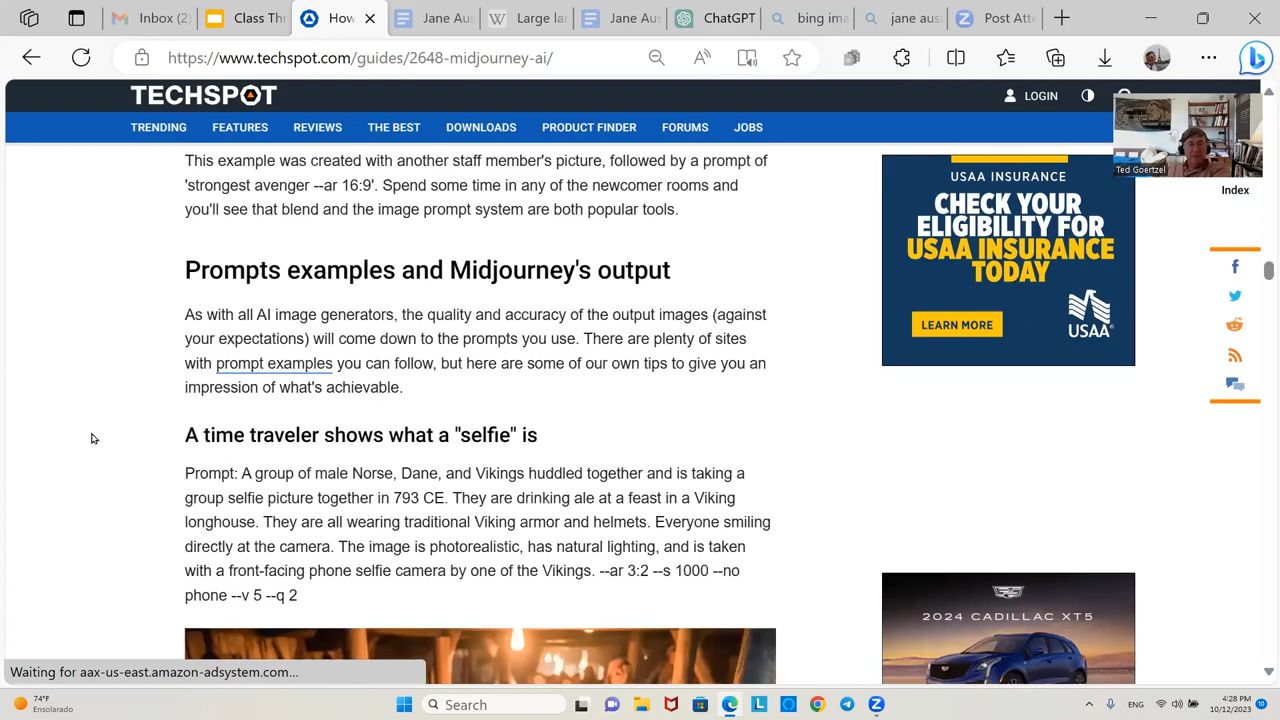 Inbox (2)
Class Thr
How
Jane Aus
Large lan
Jane Aus
ChatGPT
bing ima
jane aust
Post Atte
https://www.techspot.com/guides/2648-midjourney-ai/
TECHSPOT
LOGIN
TRENDING FEATURES REVIEWS THE BEST DOWNLOADS PRODUCT FINDER FORUMS JOBS
Ted Goertzel
Index
This example was created with another staff member's picture, followed by a prompt of
'strongest avenger --ar 16:9'. Spend some time in any of the newcomer rooms and
you'll see that blend and the image prompt system are both popular tools.
Prompts examples and Midjourney's output
As with all AI image generators, the quality and accuracy of the output images (against
your expectations) will come down to the prompts you use. There are plenty of sites
with prompt examples you can follow, but here are some of our own tips to give you an
impression of what's achievable.
A time traveler shows what a "selfie" is
Prompt: A group of male Norse, Dane, and Vikings huddled together and is taking a
group selfie picture together in 793 CE. They are drinking ale at a feast in a Viking
longhouse. They are all wearing traditional Viking armor and helmets. Everyone smiling
directly at the camera. The image is photorealistic, has natural lighting, and is taken
with a front-facing phone selfie camera by one of the Vikings. --ar 3:2 --s 1000 --no
phone --v 5 --q 2
USAA INSURANCE
CHECK YOUR
ELIGIBILITY FOR
USAA INSURANCE
TODAY
LEARN MORE
USAA
2024 CADILLAC XT5
Waiting for aax-us-east.amazon-adsystem.com...
74°F
Ensolarado
Search
ENG
4:28 PM
10/12/2023